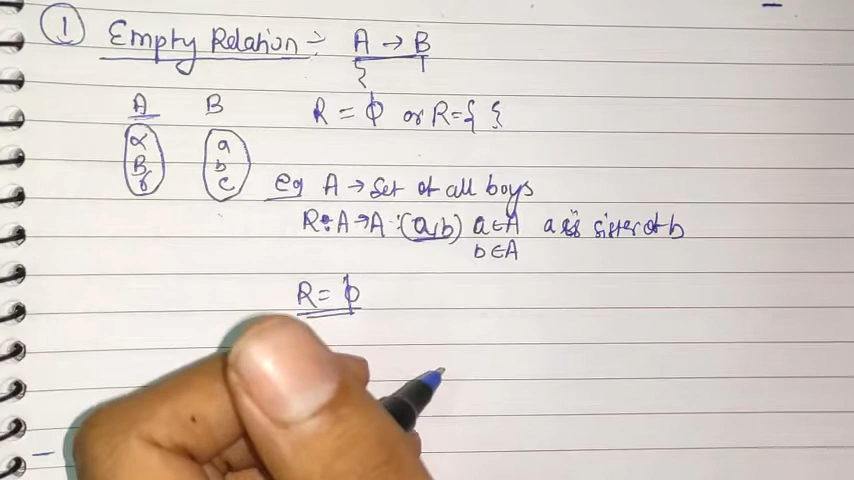 ① Empty Relation :- A → B
A B R = ϕ or R = { }
α a
β b
γ c
eg A → Set of all boys
R : A → A : (a, b) a ∈ A a is sister of b
b ∈ A
R = ϕ